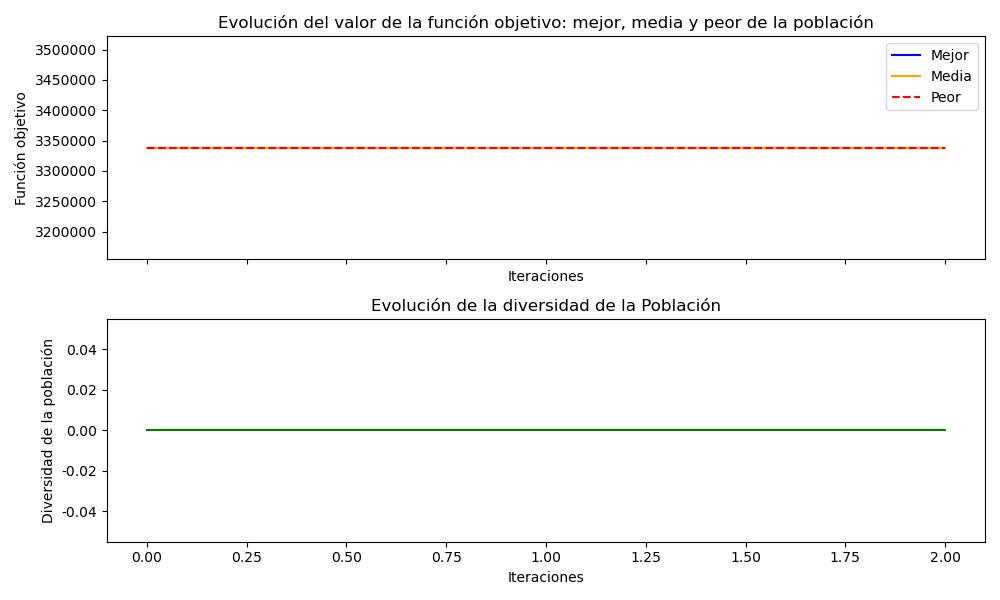 Evolución del valor de la función objetivo: mejor, media y peor de la población
3500000
3450000
3400000
3350000
3300000
3250000
3200000
Función objetivo
Mejor
Media
Peor
Iteraciones
Evolución de la diversidad de la Población
0.04
0.02
0.00
-0.02
-0.04
Diversidad de la población
0.00 0.25 0.50 0.75 1.00 1.25 1.50 1.75 2.00
Iteraciones